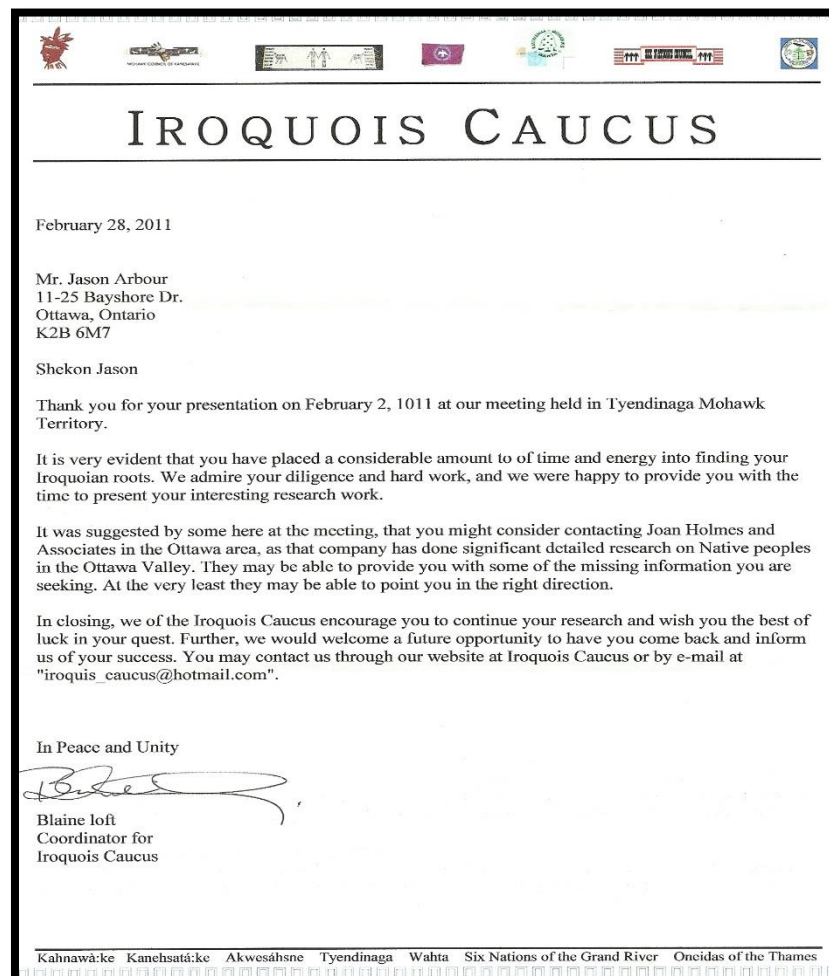 MOHAWK COUNCIL OF KANESATAKE
SIX NATIONS COUNCIL
IROQUOIS CAUCUS
February 28, 2011
Mr. Jason Arbour
11-25 Bayshore Dr.
Ottawa, Ontario
K2B 6M7
Shekon Jason
Thank you for your presentation on February 2, 1011 at our meeting held in Tyendinaga Mohawk
Territory.
It is very evident that you have placed a considerable amount to of time and energy into finding your
Iroquoian roots. We admire your diligence and hard work, and we were happy to provide you with the
time to present your interesting research work.
It was suggested by some here at the meeting, that you might consider contacting Joan Holmes and
Associates in the Ottawa area, as that company has done significant detailed research on Native peoples
in the Ottawa Valley. They may be able to provide you with some of the missing information you are
seeking. At the very least they may be able to point you in the right direction.
In closing, we of the Iroquois Caucus encourage you to continue your research and wish you the best of
luck in your quest. Further, we would welcome a future opportunity to have you come back and inform
us of your success. You may contact us through our website at Iroquois Caucus or by e-mail at
"iroquis_caucus@hotmail.com".
In Peace and Unity
Blaine loft
Coordinator for
Iroquois Caucus
Kahnawà:ke Kanehsatá:ke Akwesáhsne Tyendinaga Wahta Six Nations of the Grand River Oneidas of the Thames